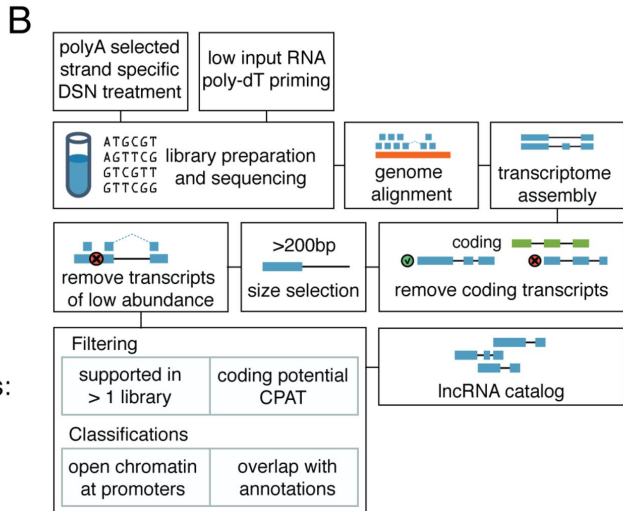 B
polyA selected
strand specific
DSN treatment
low input RNA
poly-dT priming
ATGCGT
AGTTCG
GTCGTT
GTTCGG
library preparation
and sequencing
genome
alignment
transcriptome
assembly
remove transcripts
of low abundance
>200bp
size selection
coding
remove coding transcripts
Filtering
supported in
> 1 library
coding potential
CPAT
Classifications
open chromatin
at promoters
overlap with
annotations
lncRNA catalog
s: